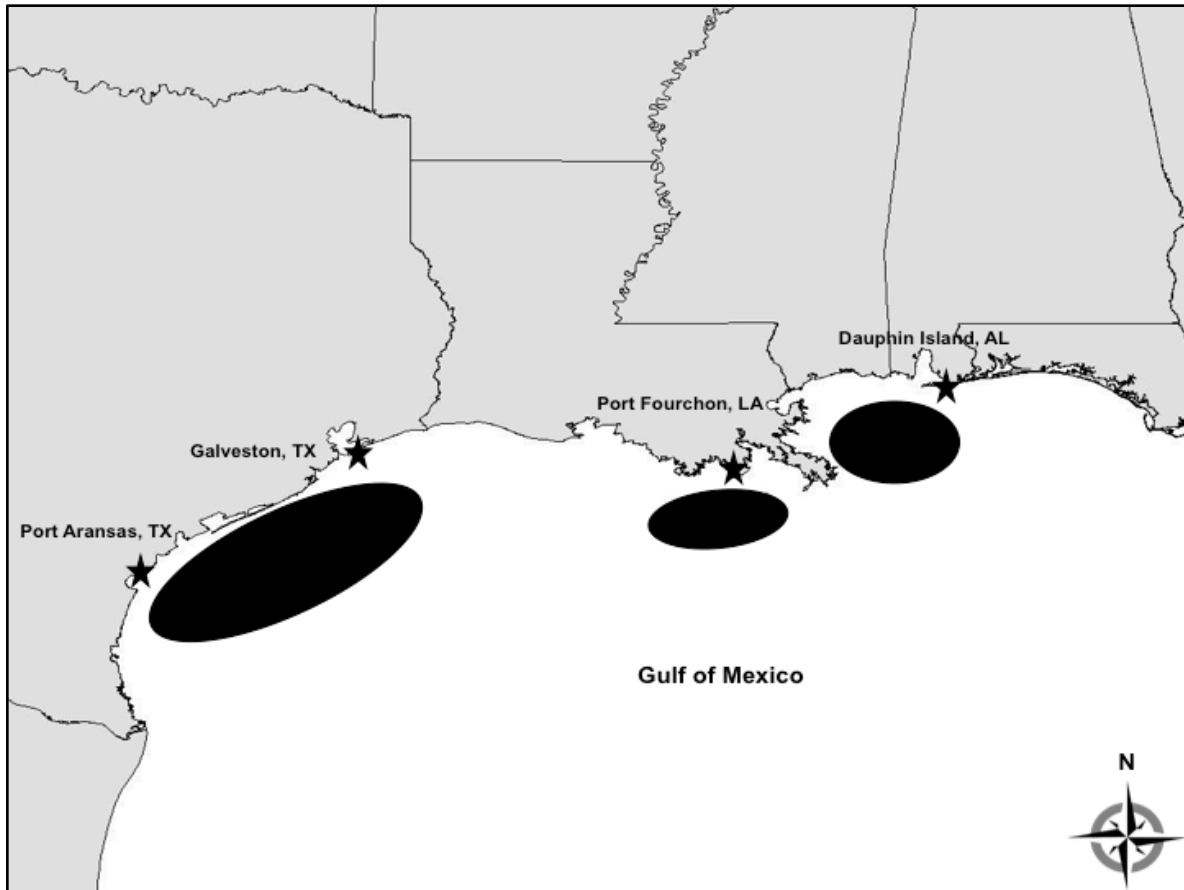 Dauphin Island, AL
Port Fourchon, LA
Galveston, TX
Port Aransas, TX
Gulf of Mexico
N